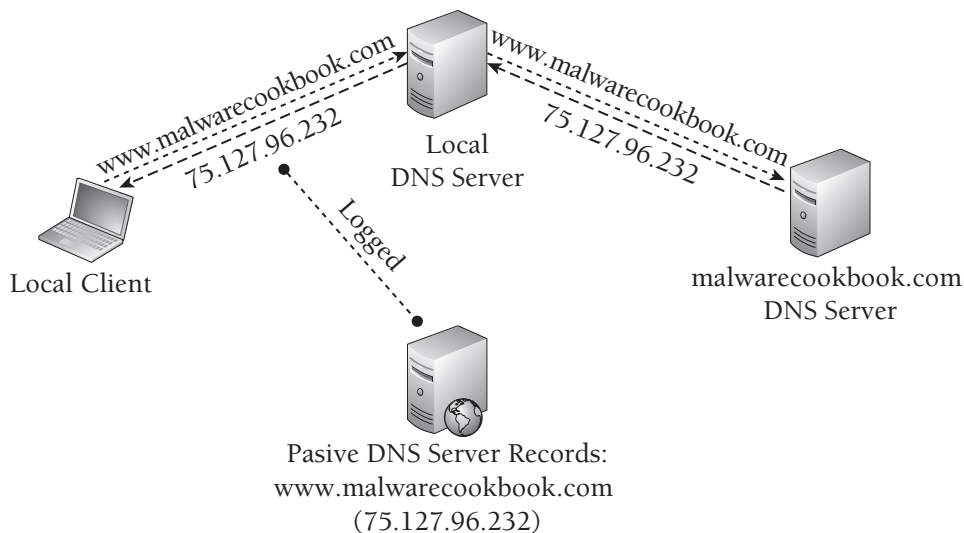 www.malwarecookbook.com
75.127.96.232
Local
DNS Server
www.malwarecookbook.com
75.127.96.232
Local Client
Logged
malwarecookbook.com
DNS Server
Pasive DNS Server Records:
www.malwarecookbook.com
(75.127.96.232)